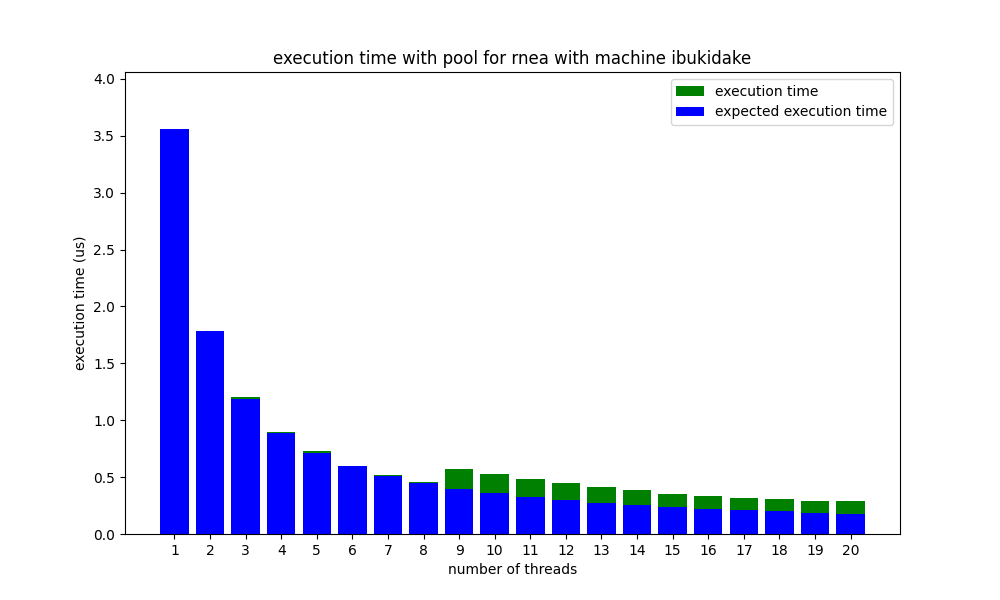 execution time with pool for rnea with machine ibukidake
execution time
expected execution time
execution time (us)
4.0
3.5
3.0
2.5
2.0
1.5
1.0
0.5
0.0
1 2 3 4 5 6 7 8 9 10 11 12 13 14 15 16 17 18 19 20
number of threads